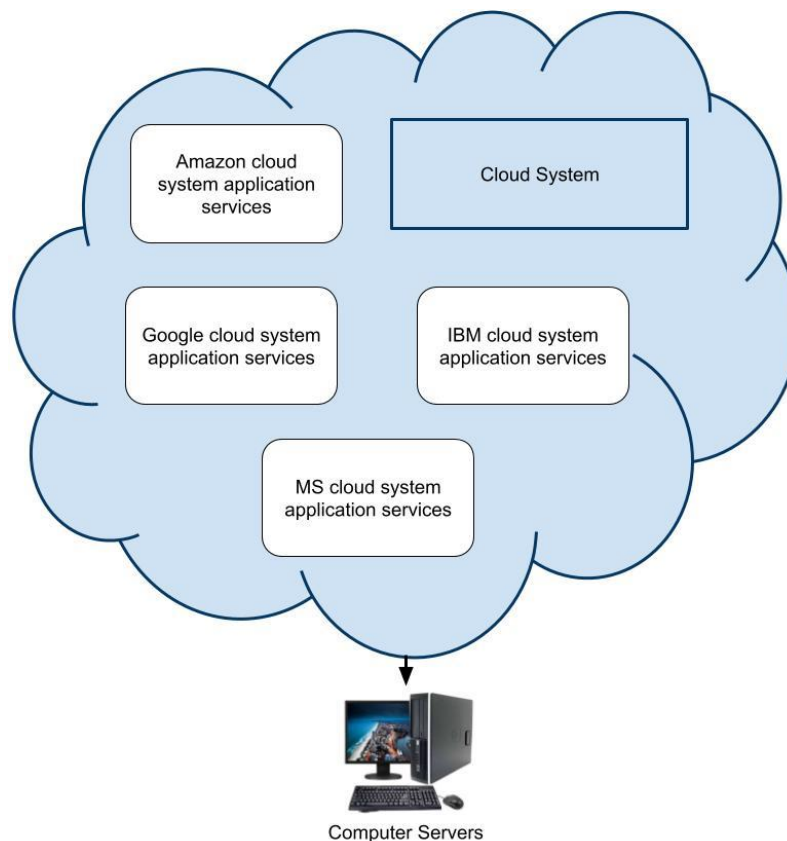 Amazon cloud
system application
services
Cloud System
Google cloud system
application services
IBM cloud system
application services
MS cloud system
application services
Computer Servers